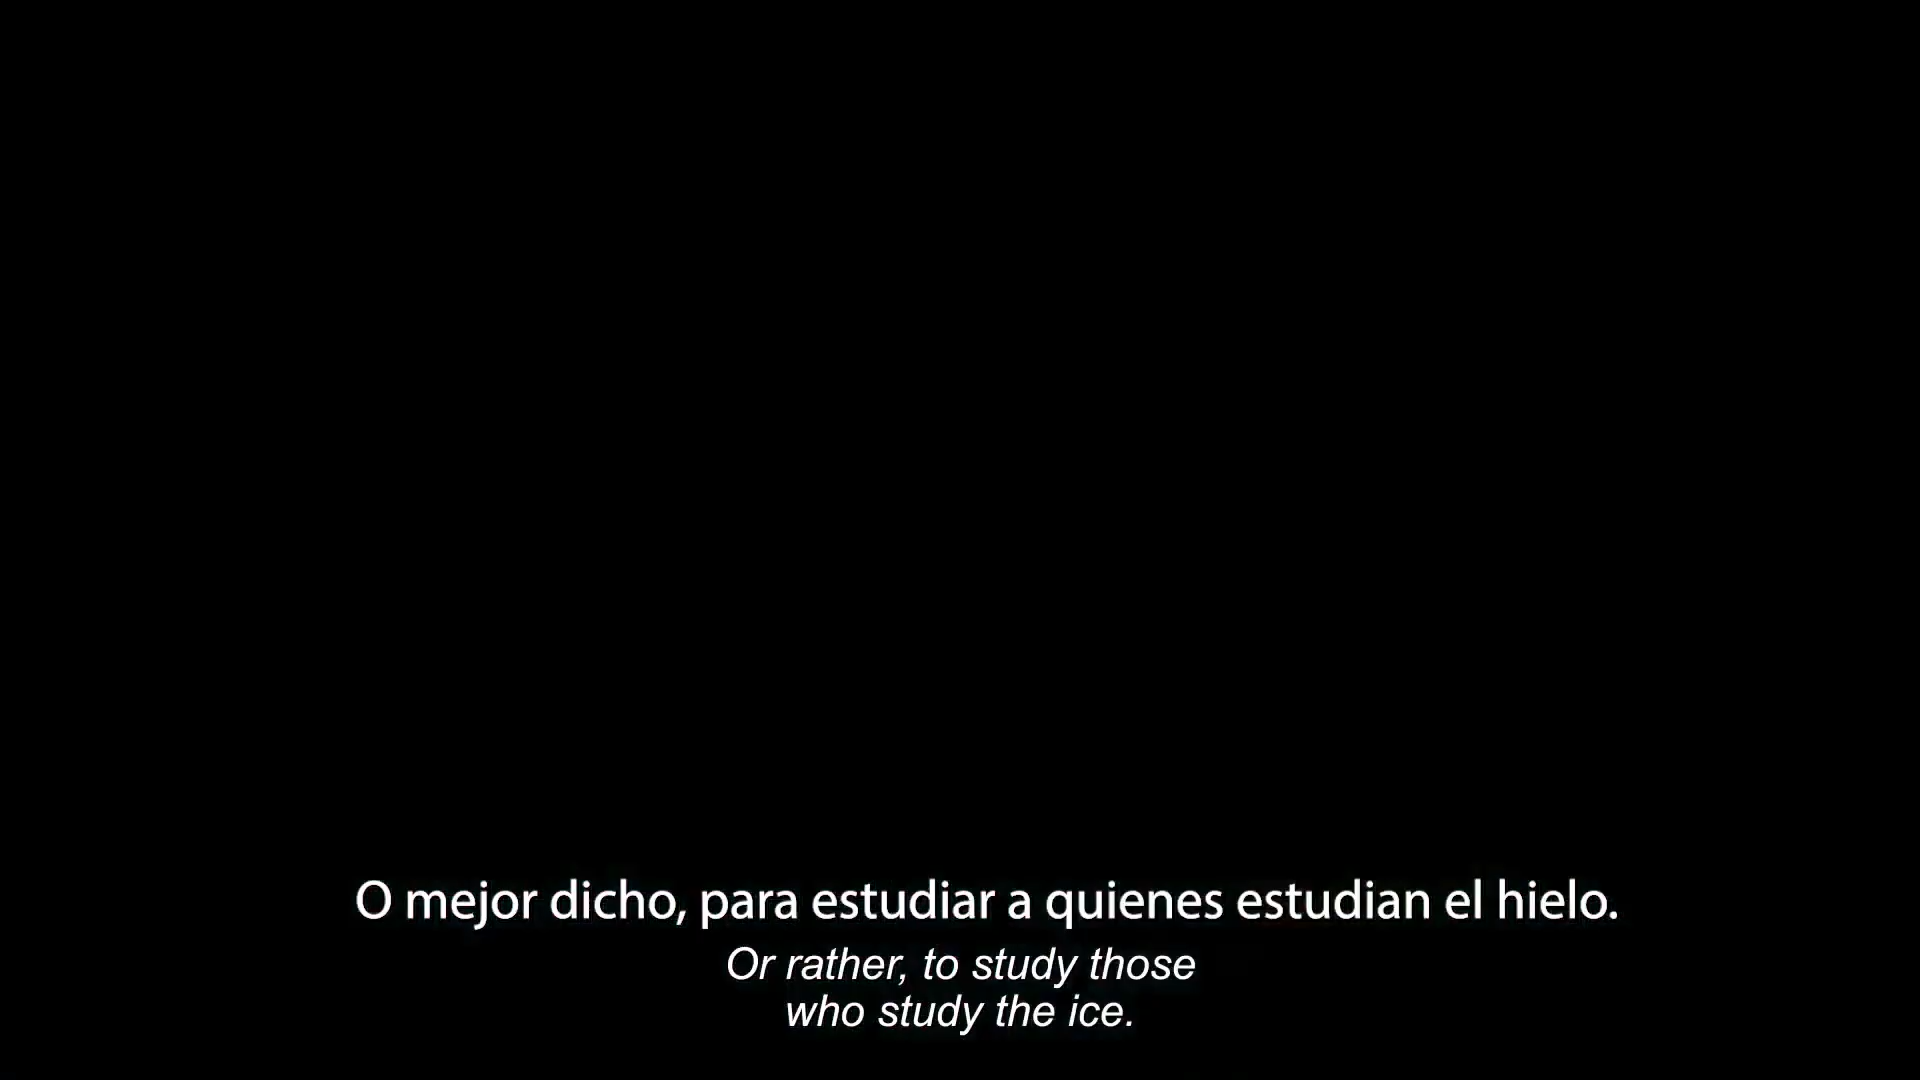 O mejor dicho, para estudiar a quienes estudian el hielo.
Or rather, to study those
who study the ice.